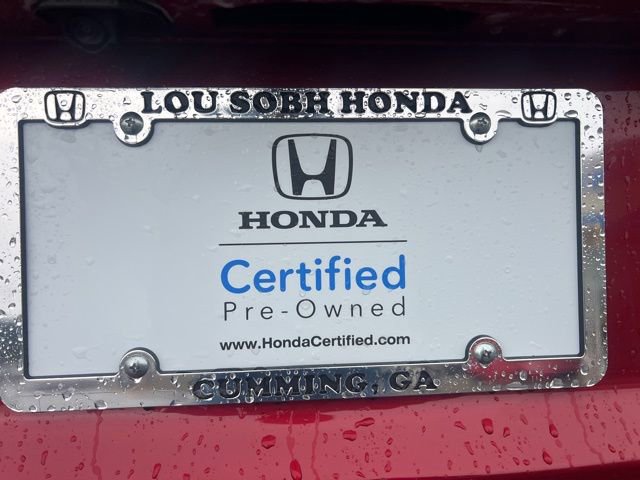 LOU SOBH HONDA
HONDA
Certified
Pre-Owned
www.HondaCertified.com
CUMMING, GA